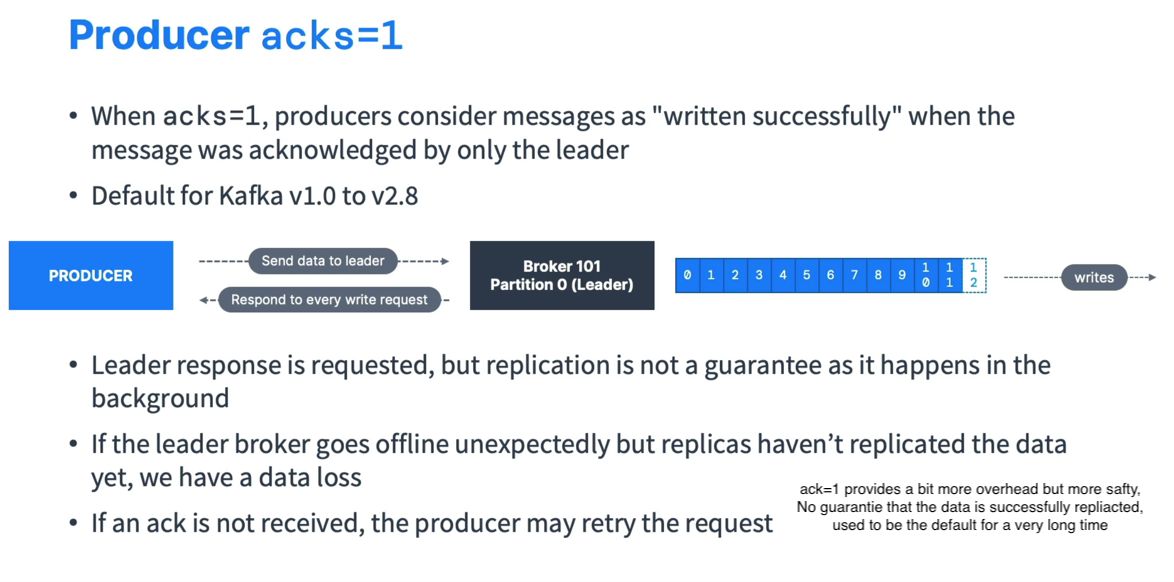 Producer acks=1
• When acks=1, producers consider messages as "written successfully" when the
message was acknowledged by only the leader
• Default for Kafka v1.0 to v2.8
PRODUCER
Send data to leader
Respond to every write request
Broker 101
Partition 0 (Leader)
0 1 2 3 4 5 6 7 8 9 10 11 12
writes
• Leader response is requested, but replication is not a guarantee as it happens in the
background
• If the leader broker goes offline unexpectedly but replicas haven’t replicated the data
yet, we have a data loss
• If an ack is not received, the producer may retry the request
ack=1 provides a bit more overhead but more safty,
No guarantie that the data is successfully repliacted,
used to be the default for a very long time